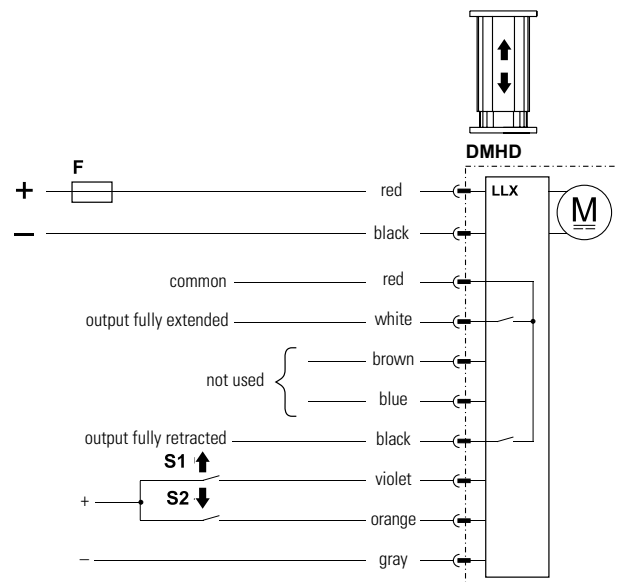 DMHD
F
+ red LLX M
– black
common red
output fully extended white
brown
not used
blue
output fully retracted black
S1 violet
+ S2
orange
– gray